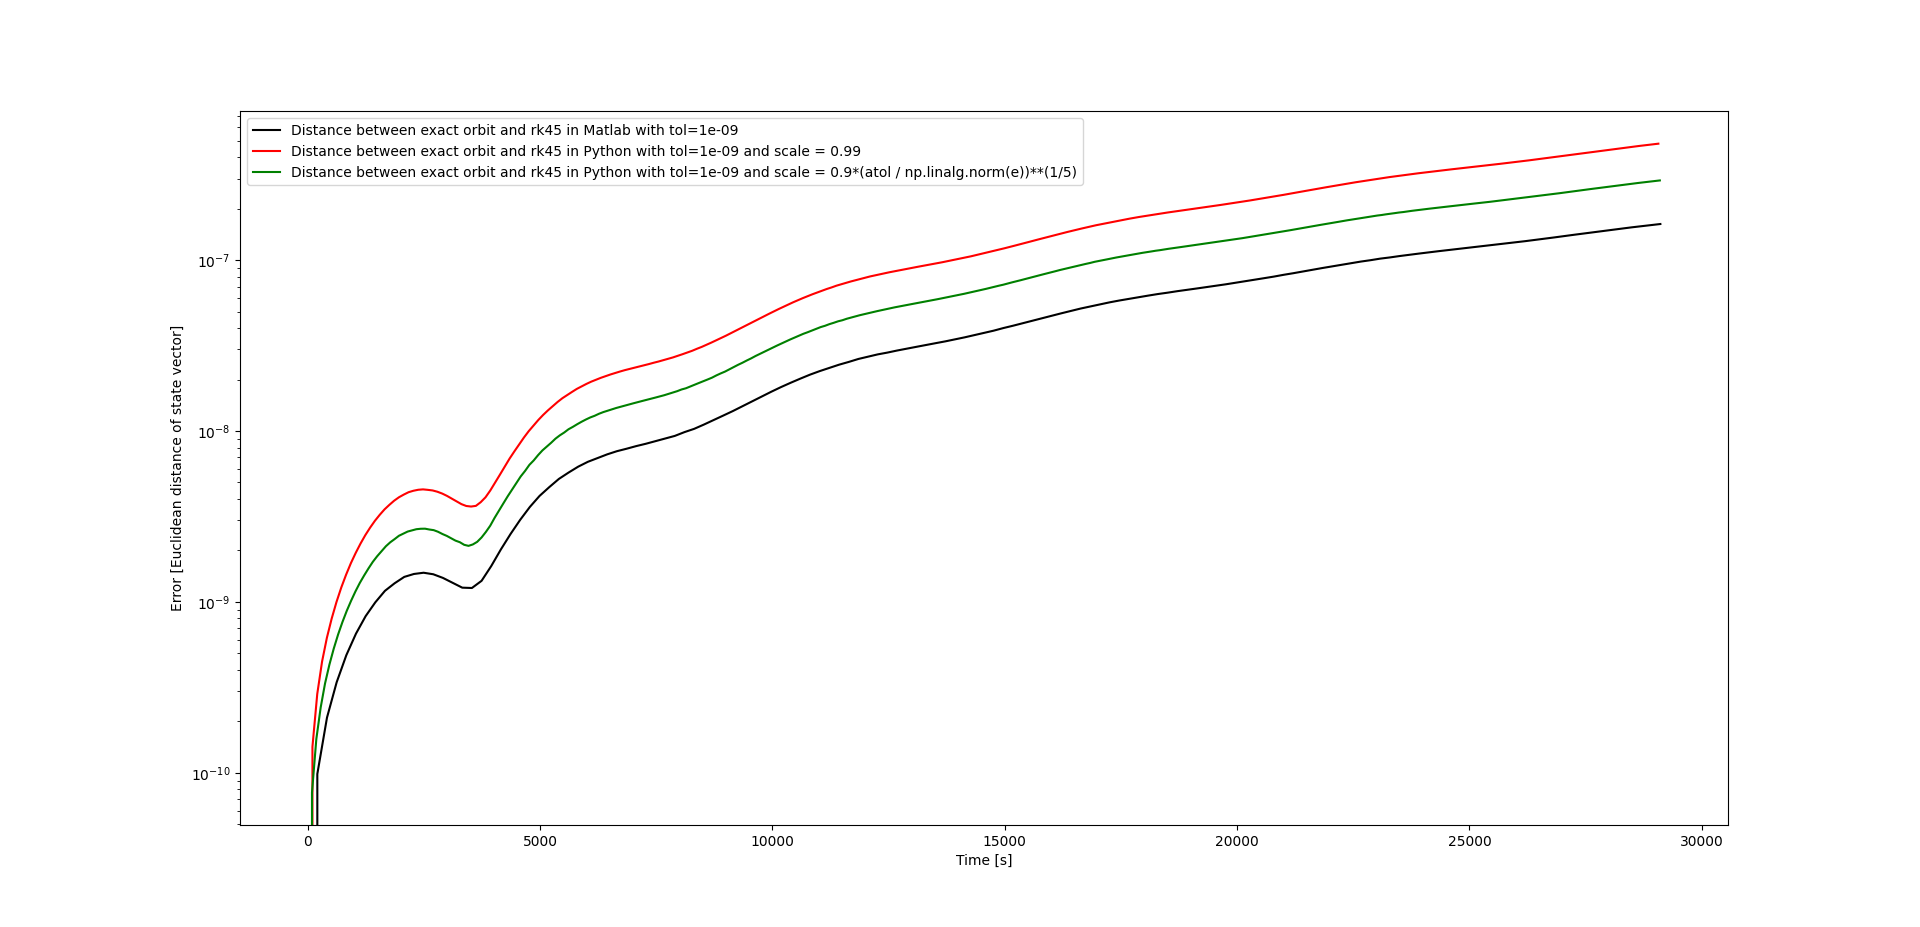 Distance between exact orbit and rk45 in Matlab with tol=1e-09
Distance between exact orbit and rk45 in Python with tol=1e-09 and scale = 0.99
Distance between exact orbit and rk45 in Python with tol=1e-09 and scale = 0.9*(atol / np.linalg.norm(e))**(1/5)
Error [Euclidean distance of state vector]
10⁻⁷
10⁻⁸
10⁻⁹
10⁻¹⁰
0 5000 10000 15000 20000 25000 30000
Time [s]